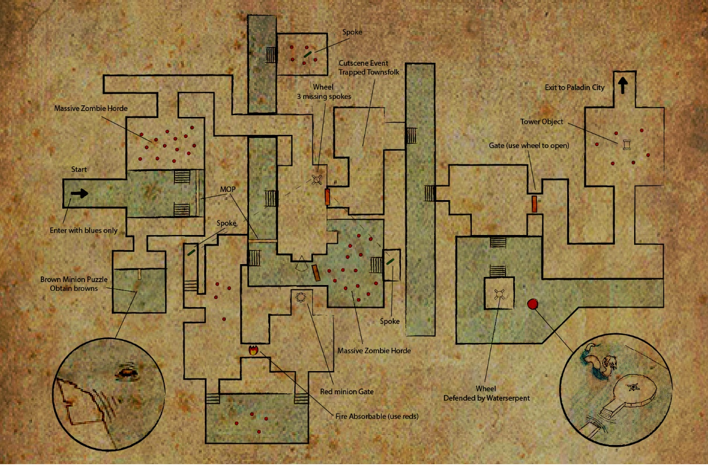 Spoke
Cutscene Event
Trapped Townsfolk
Wheel
3 missing spokes
Exit to Paladin City
Massive Zombie Horde
Tower Object
Gate (use wheel to open)
Start
MOP
Enter with blues only
Spoke
Brown Minion Puzzle
Obtain browns
Spoke
Massive Zombie Horde
Red minion Gate
Wheel
Defended by Waterserpent
Fire Absorbable (use reds)